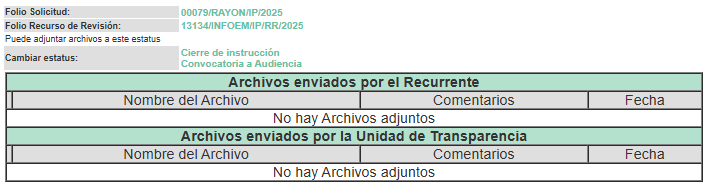 Folio Solicitud: 00079/RAYON/IP/2025
Folio Recurso de Revisión: 13134/INFOEM/IP/RR/2025
Puede adjuntar archivos a este estatus
Cambiar estatus: Cierre de instrucción
Convocatoria a Audiencia
Archivos enviados por el Recurrente
Nombre del Archivo Comentarios Fecha
No hay Archivos adjuntos
Archivos enviados por la Unidad de Transparencia
Nombre del Archivo Comentarios Fecha
No hay Archivos adjuntos